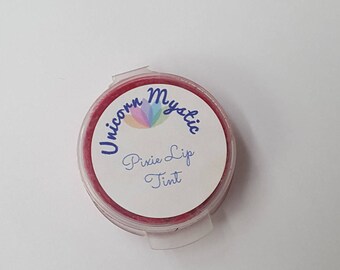 Unicorn Mystic
Pixie Lip
Tint